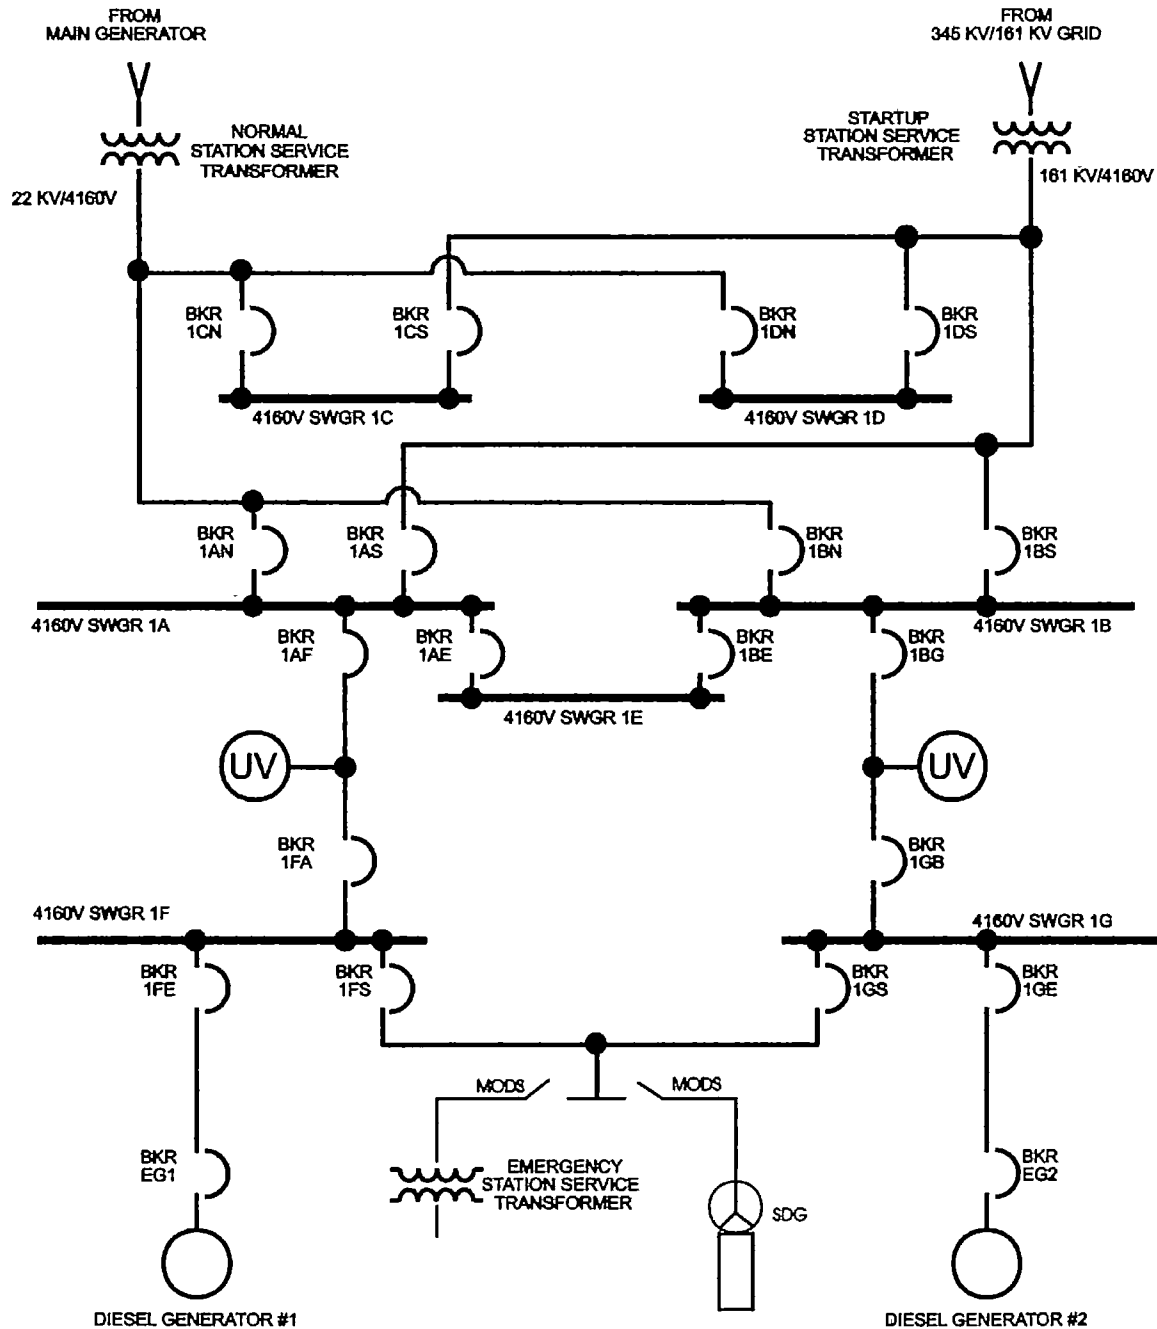 FROM
MAIN GENERATOR
FROM
345 KV/161 KV GRID
NORMAL
STATION SERVICE
TRANSFORMER
STARTUP
STATION SERVICE
TRANSFORMER
22 KV/4160V
161 KV/4160V
BKR
1CN
BKR
1CS
BKR
1DN
BKR
1DS
4160V SWGR 1C
4160V SWGR 1D
BKR
1AN
BKR
1AS
BKR
1BN
BKR
1BS
4160V SWGR 1A
4160V SWGR 1B
BKR
1AF
BKR
1AE
BKR
1BE
BKR
1BG
4160V SWGR 1E
UV
UV
BKR
1FA
BKR
1GB
4160V SWGR 1F
4160V SWGR 1G
BKR
1FE
BKR
1FS
BKR
1GS
BKR
1GE
MODS
MODS
BKR
EG1
EMERGENCY
STATION SERVICE
TRANSFORMER
SDG
BKR
EG2
DIESEL GENERATOR #1
DIESEL GENERATOR #2